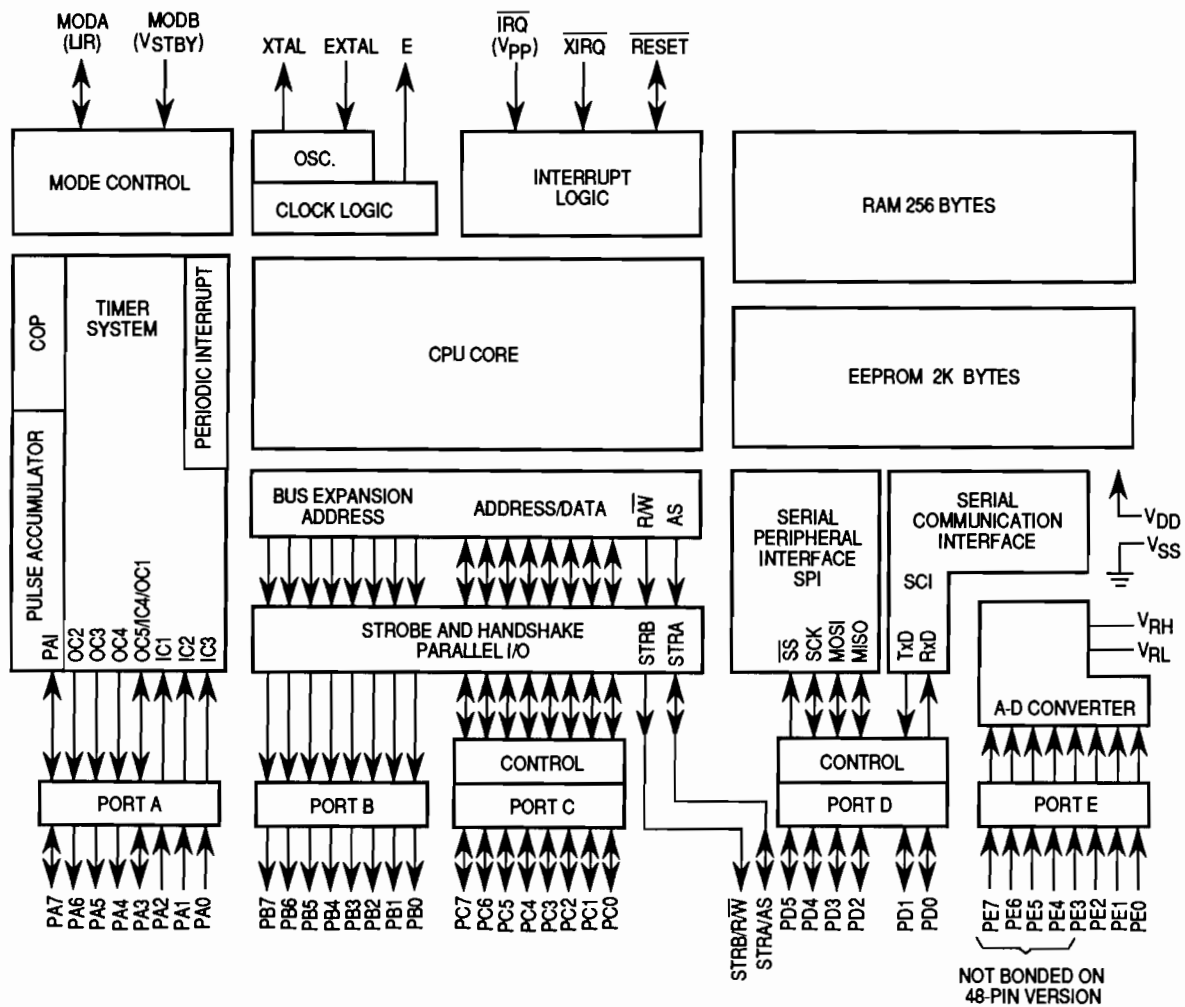 MODA
(LIR)
MODB
(VSTBY)
XTAL
EXTAL
E
IRQ
(VPP)
XIRQ
RESET
MODE CONTROL
OSC.
CLOCK LOGIC
INTERRUPT
LOGIC
RAM 256 BYTES
COP
TIMER
SYSTEM
PERIODIC INTERRUPT
CPU CORE
EEPROM 2K BYTES
PULSE ACCUMULATOR
PAI
OC2
OC3
OC4
OC5/IC4/OC1
IC1
IC2
IC3
BUS EXPANSION
ADDRESS
ADDRESS/DATA
R/W
AS
SERIAL
PERIPHERAL
INTERFACE
SPI
SERIAL
COMMUNICATION
INTERFACE
SCI
VDD
VSS
STROBE AND HANDSHAKE
PARALLEL I/O
STRB
STRA
SS
SCK
MOSI
MISO
TxD
RxD
VRH
VRL
A-D CONVERTER
CONTROL
CONTROL
PORT A
PORT B
PORT C
PORT D
PORT E
PA7
PA6
PA5
PA4
PA3
PA2
PA1
PA0
PB7
PB6
PB5
PB4
PB3
PB2
PB1
PB0
PC7
PC6
PC5
PC4
PC3
PC2
PC1
PC0
STRB/R/W
STRA/AS
PD5
PD4
PD3
PD2
PD1
PD0
PE7
PE6
PE5
PE4
PE3
PE2
PE1
PE0
NOT BONDED ON
48-PIN VERSION